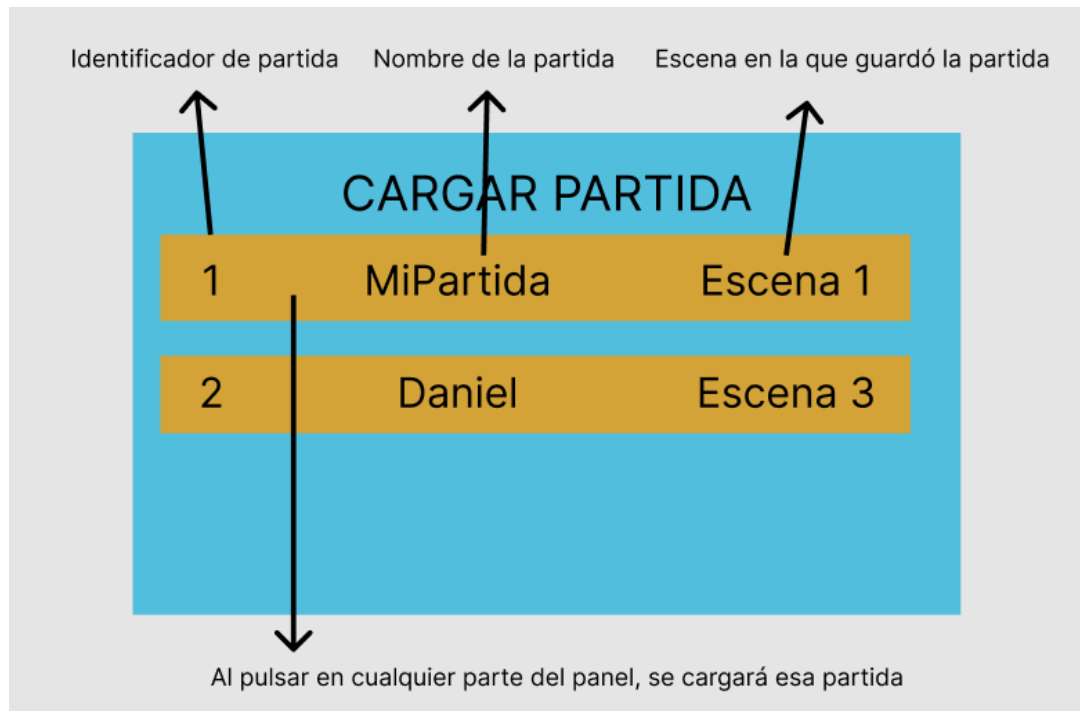 Identificador de partida Nombre de la partida Escena en la que guardó la partida
CARGAR PARTIDA
1 MiPartida Escena 1
2 Daniel Escena 3
Al pulsar en cualquier parte del panel, se cargará esa partida